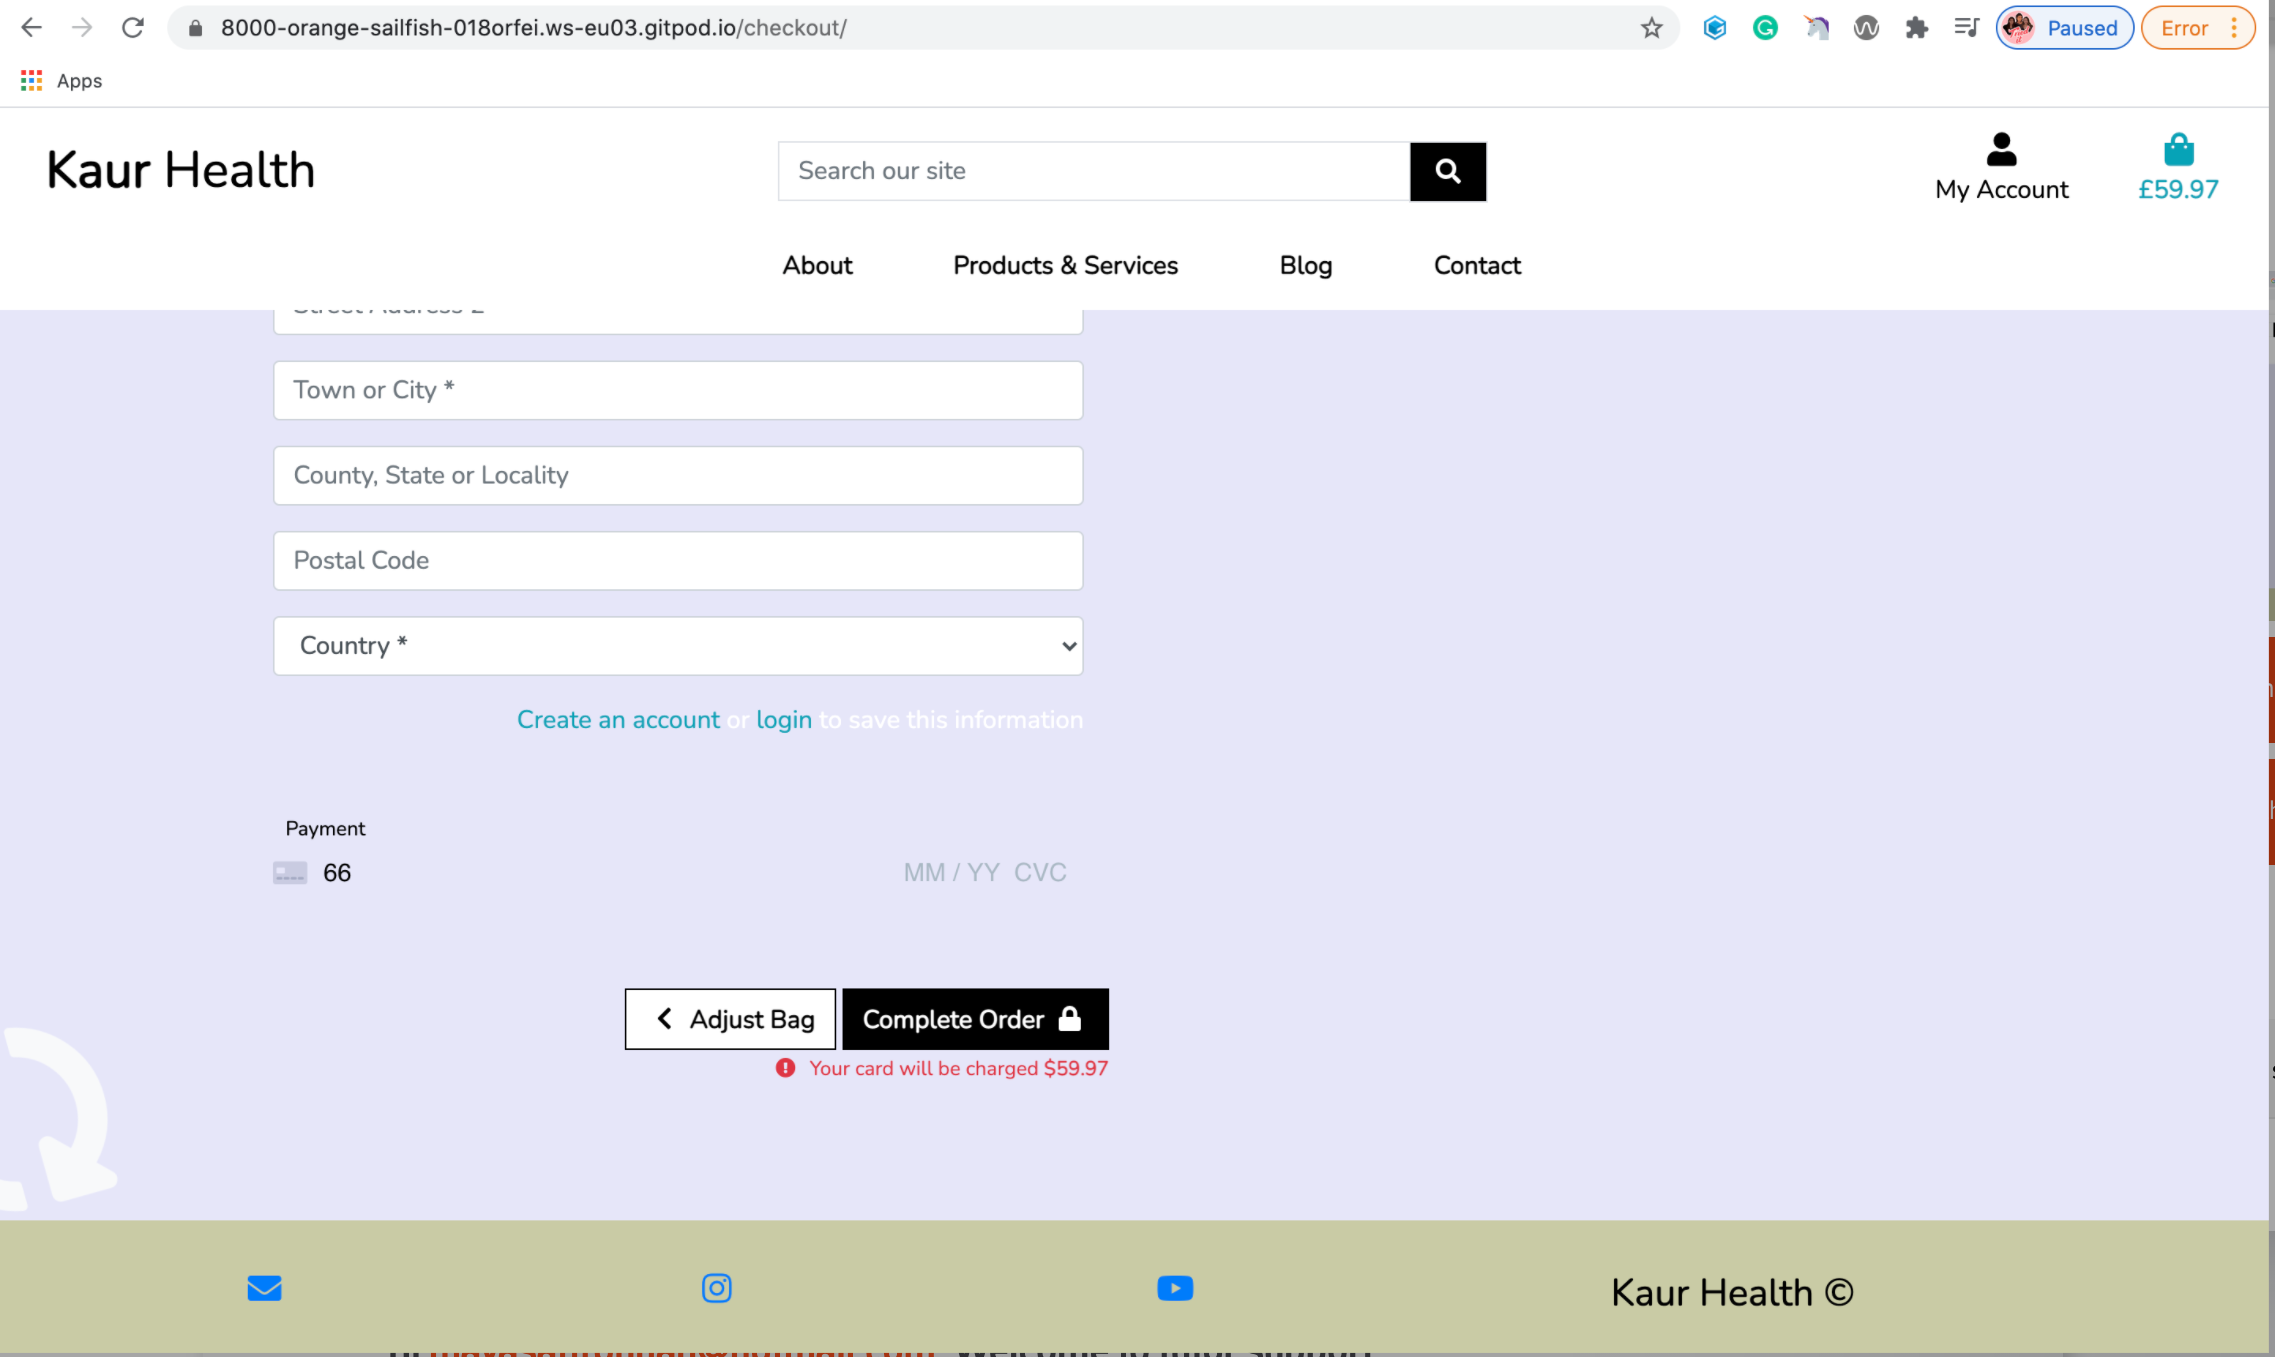 8000-orange-sailfish-018orfei.ws-eu03.gitpod.io/checkout/
Paused
Error
Apps
Kaur Health
Search our site
My Account
£59.97
About
Products & Services
Blog
Contact
Street Address 2
Town or City *
County, State or Locality
Postal Code
Country *
Create an account or login to save this information
Payment
66
MM / YY CVC
Adjust Bag
Complete Order
Your card will be charged $59.97
Kaur Health ©